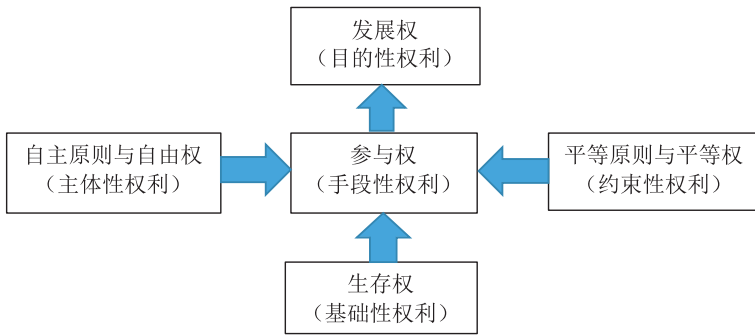 发展权
（目的性权利）
自主原则与自由权
（主体性权利）
参与权
（手段性权利）
平等原则与平等权
（约束性权利）
生存权
（基础性权利）